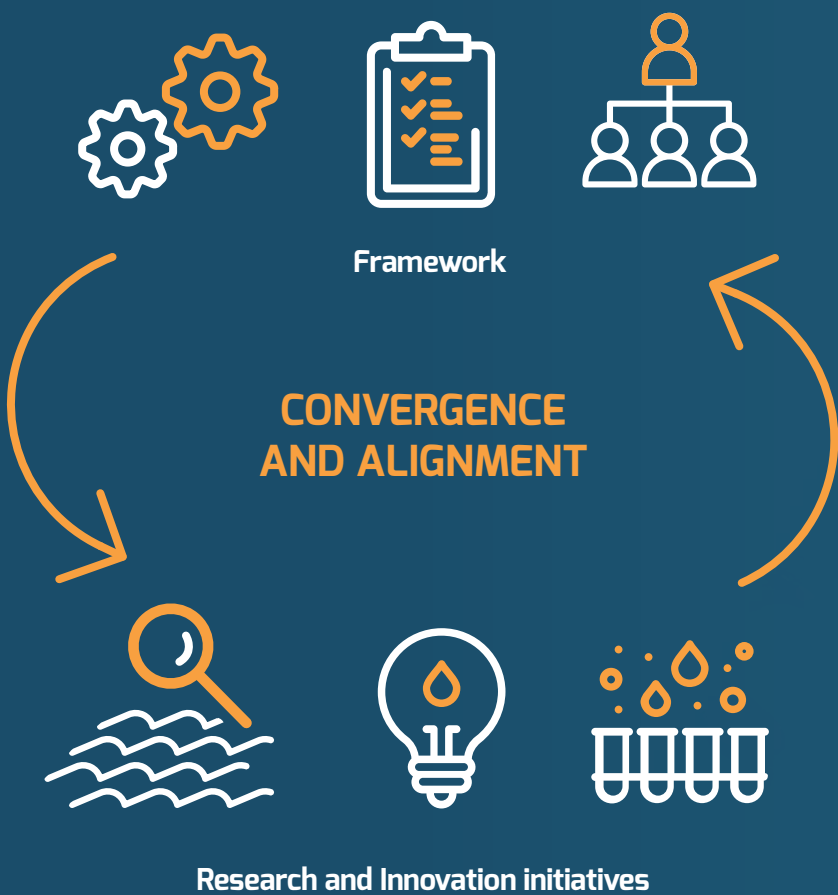 Framework
CONVERGENCE
AND ALIGNMENT
Research and Innovation initiatives